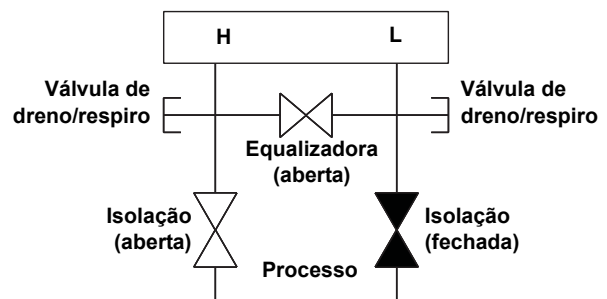 H
L
Válvula de
dreno/respiro
Válvula de
dreno/respiro
Equalizadora
(aberta)
Isolação
(aberta)
Isolação
(fechada)
Processo